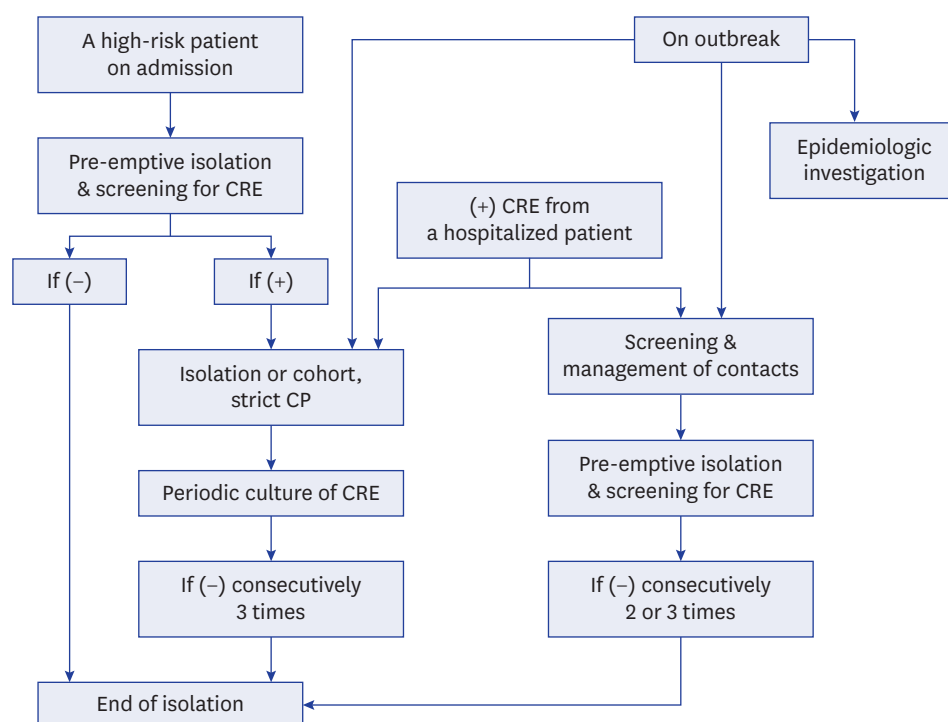 A high-risk patient
on admission
On outbreak
Pre-emptive isolation
& screening for CRE
Epidemiologic
investigation
(+) CRE from
a hospitalized patient
If (−)
If (+)
Isolation or cohort,
strict CP
Screening &
management of contacts
Periodic culture of CRE
Pre-emptive isolation
& screening for CRE
If (−) consecutively
3 times
If (−) consecutively
2 or 3 times
End of isolation